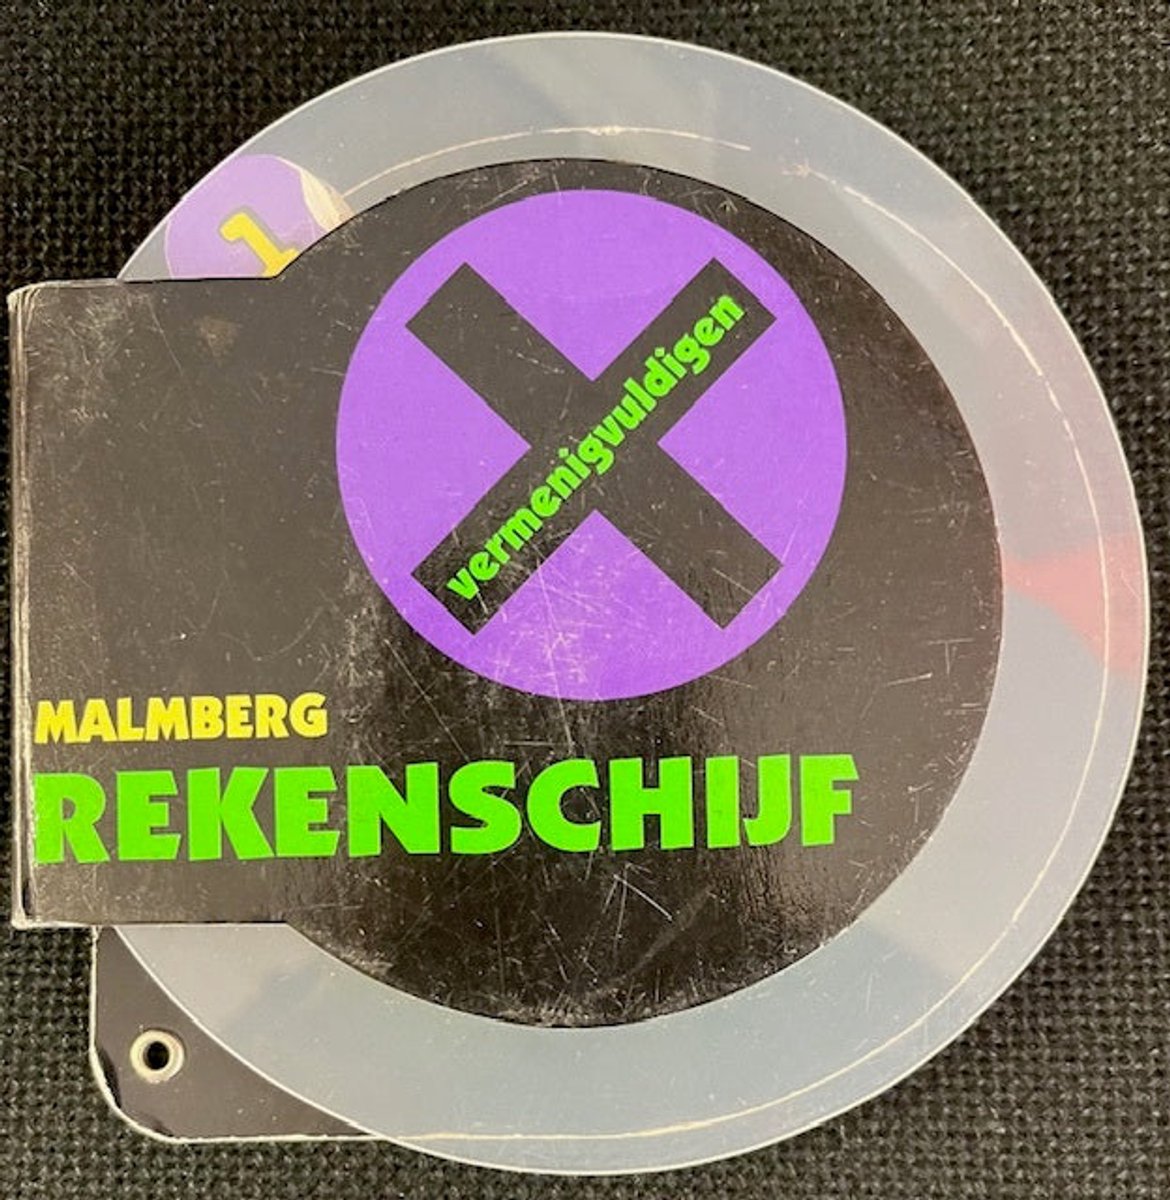 1
vermenigvuldigen
MALMBERG
REKENSCHIJF